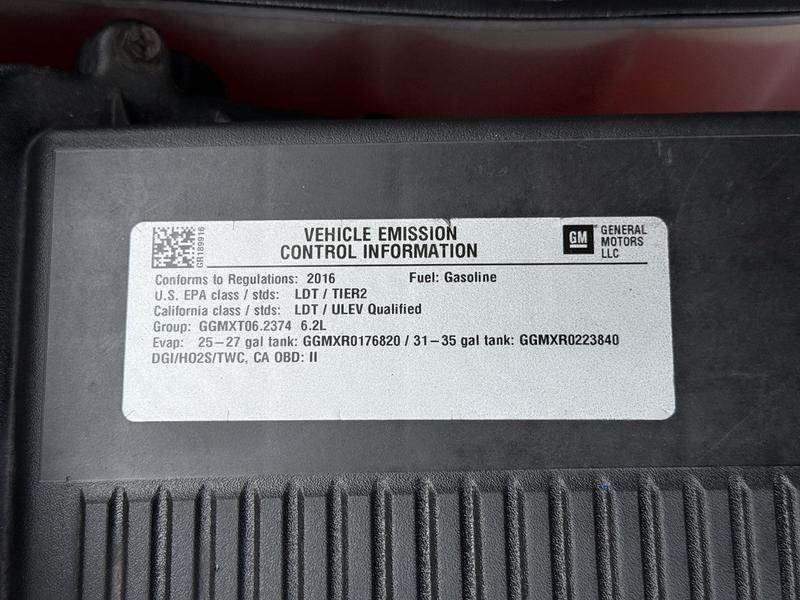 GR189916
VEHICLE EMISSION
CONTROL INFORMATION
GM
GENERAL
MOTORS
LLC
Conforms to Regulations: 2016 Fuel: Gasoline
U.S. EPA class / stds: LDT / TIER2
California class / stds: LDT / ULEV Qualified
Group: GGMXT06.2374 6.2L
Evap: 25–27 gal tank: GGMXR0176820 / 31–35 gal tank: GGMXR0223840
DGI/HO2S/TWC, CA OBD: II